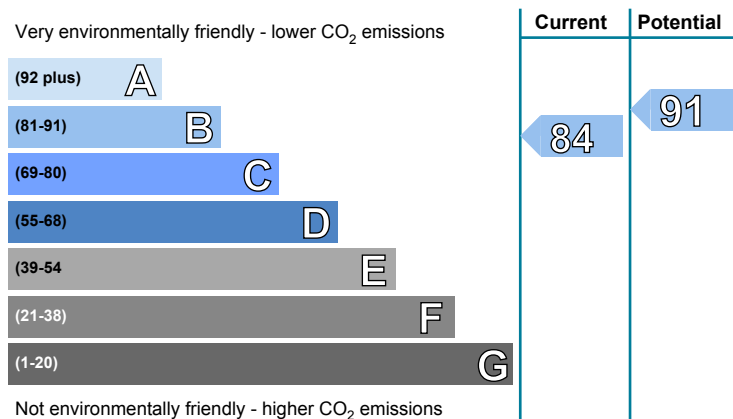 Very environmentally friendly - lower CO₂ emissions
Current
Potential
(92 plus) A
(81-91) B
(69-80) C
(55-68) D
(39-54 E
(21-38) F
(1-20) G
84
91
Not environmentally friendly - higher CO₂ emissions